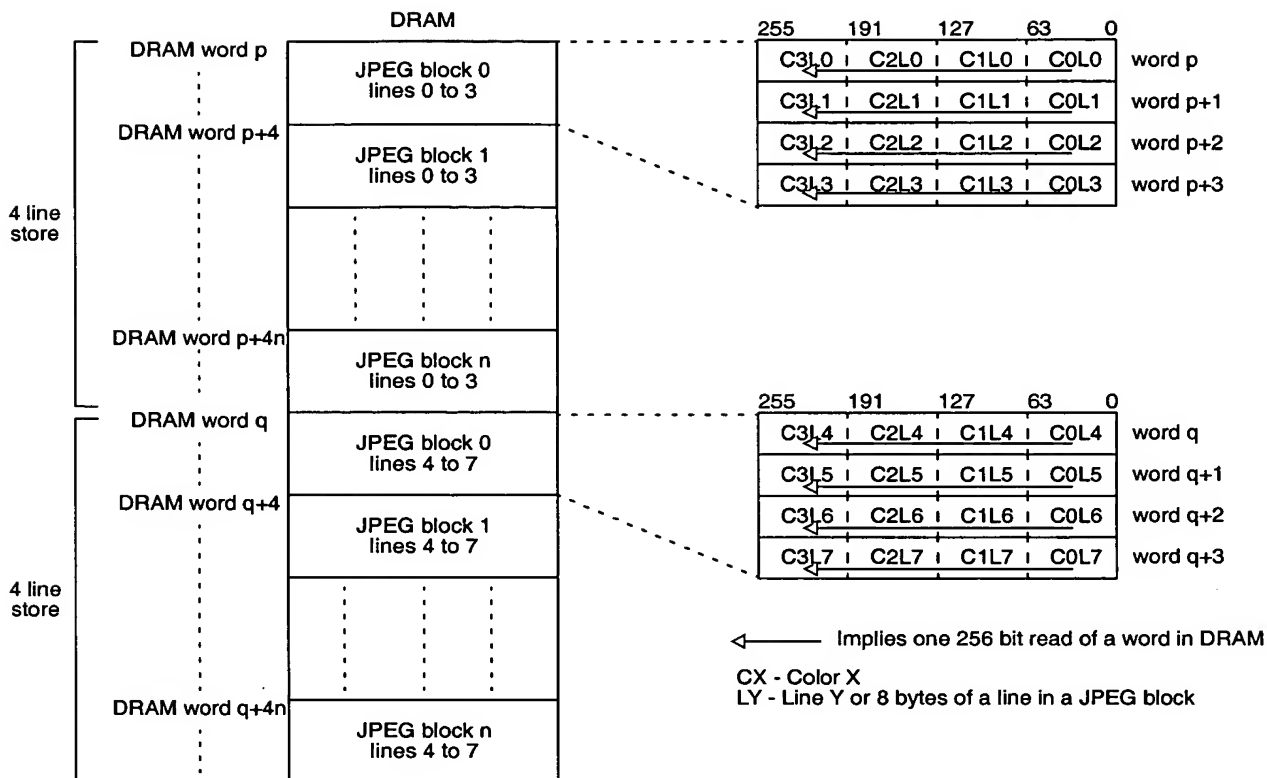 DRAM
DRAM word p
JPEG block 0
lines 0 to 3
DRAM word p+4
JPEG block 1
lines 0 to 3
4 line
store
DRAM word p+4n
JPEG block n
lines 0 to 3
DRAM word q
JPEG block 0
lines 4 to 7
DRAM word q+4
JPEG block 1
lines 4 to 7
4 line
store
DRAM word q+4n
JPEG block n
lines 4 to 7
255 191 127 63 0
C3L0 C2L0 C1L0 C0L0 word p
C3L1 C2L1 C1L1 C0L1 word p+1
C3L2 C2L2 C1L2 C0L2 word p+2
C3L3 C2L3 C1L3 C0L3 word p+3
255 191 127 63 0
C3L4 C2L4 C1L4 C0L4 word q
C3L5 C2L5 C1L5 C0L5 word q+1
C3L6 C2L6 C1L6 C0L6 word q+2
C3L7 C2L7 C1L7 C0L7 word q+3
Implies one 256 bit read of a word in DRAM
CX - Color X
LY - Line Y or 8 bytes of a line in a JPEG block